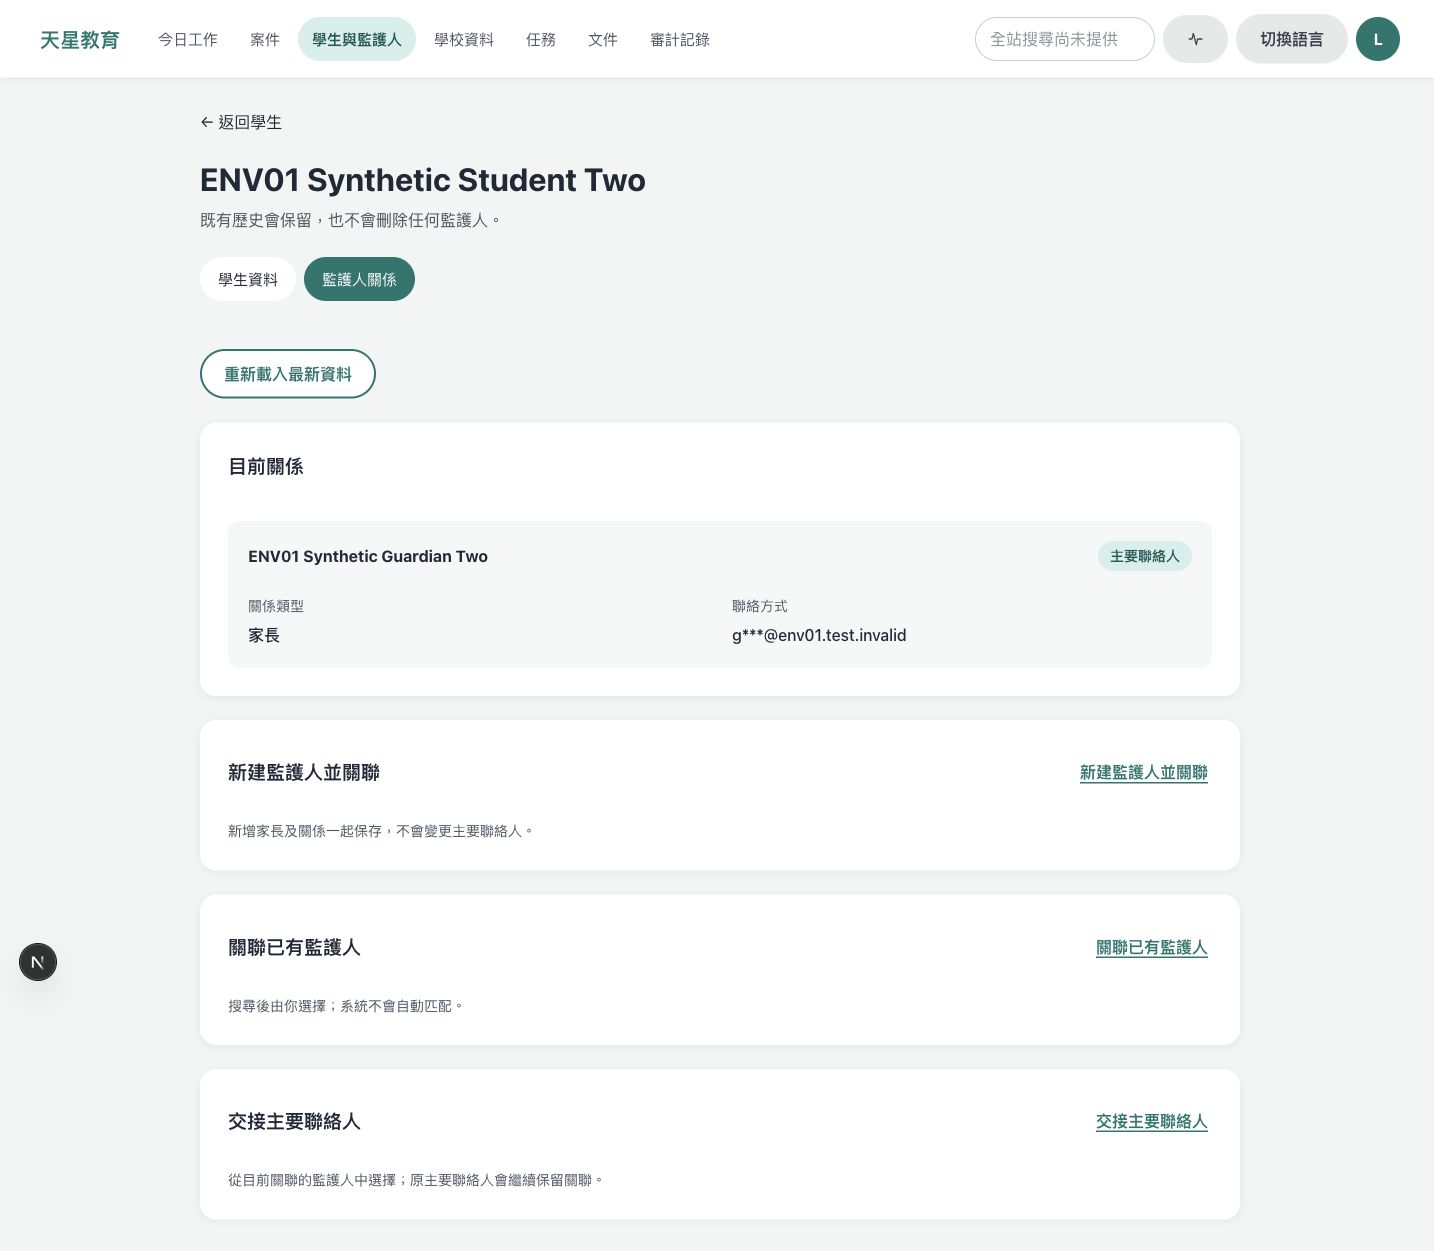 天星教育 今日工作 案件 學生與監護人 學校資料 任務 文件 審計記錄 全站搜尋尚未提供 切換語言 L
← 返回學生
ENV01 Synthetic Student Two
既有歷史會保留，也不會刪除任何監護人。
學生資料 監護人關係
重新載入最新資料
目前關係
ENV01 Synthetic Guardian Two 主要聯絡人
關係類型 聯絡方式
家長 g***@env01.test.invalid
新建監護人並關聯 新建監護人並關聯
新增家長及關係一起保存，不會變更主要聯絡人。
關聯已有監護人 關聯已有監護人
N
搜尋後由你選擇；系統不會自動匹配。
交接主要聯絡人 交接主要聯絡人
從目前關聯的監護人中選擇；原主要聯絡人會繼續保留關聯。